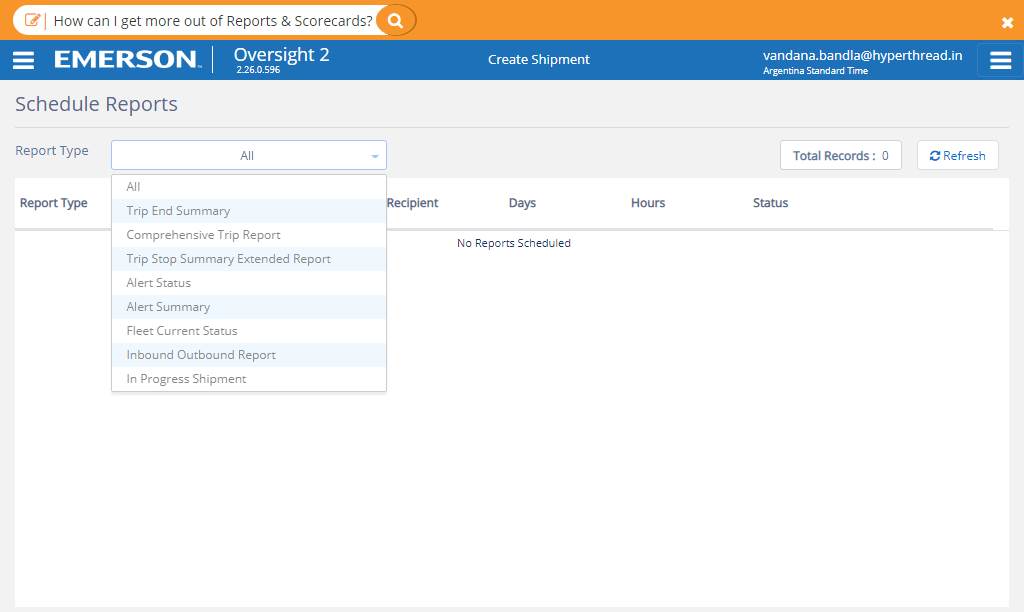 How can I get more out of Reports & Scorecards?
EMERSON
Oversight 2
2.26.0.596
Create Shipment
vandana.bandla@hyperthread.in
Argentina Standard Time
Schedule Reports
Report Type
All
Total Records : 0
Refresh
Report Type
Recipient
Days
Hours
Status
No Reports Scheduled
All
Trip End Summary
Comprehensive Trip Report
Trip Stop Summary Extended Report
Alert Status
Alert Summary
Fleet Current Status
Inbound Outbound Report
In Progress Shipment